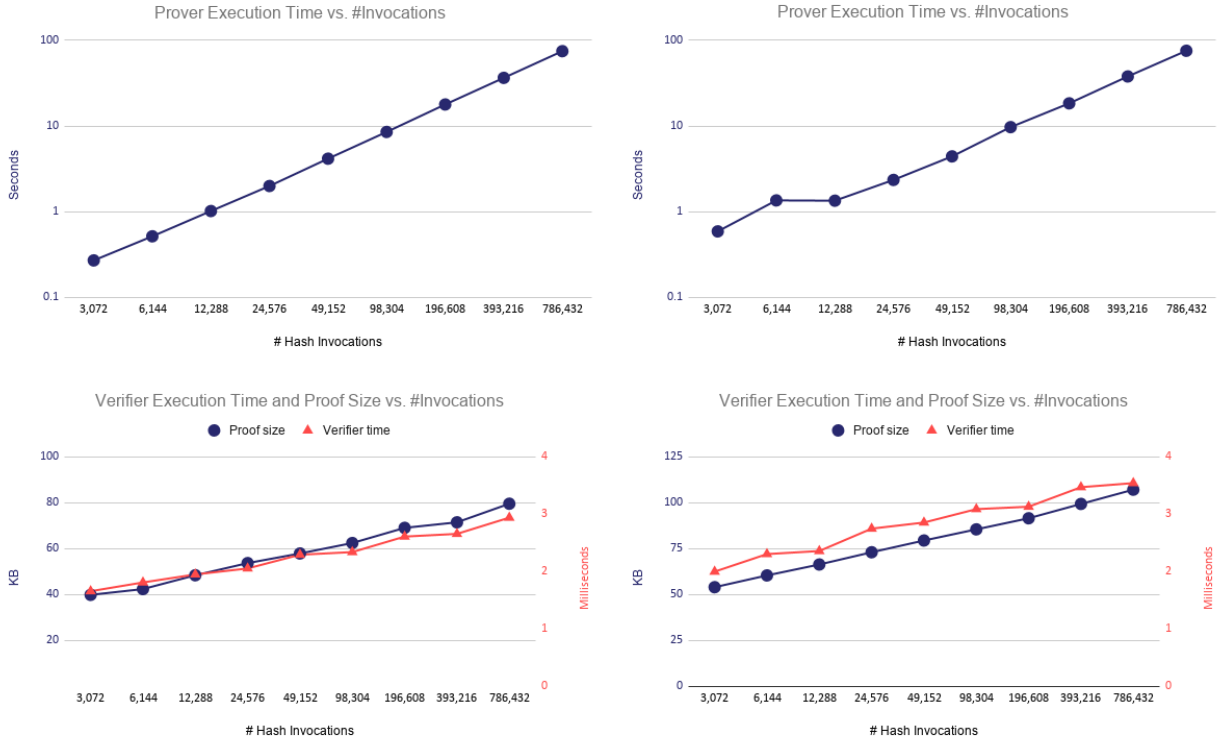 Prover Execution Time vs. #Invocations
100
10
1
0.1
Seconds
3,072 6,144 12,288 24,576 49,152 98,304 196,608 393,216 786,432
# Hash Invocations
Prover Execution Time vs. #Invocations
100
10
1
0.1
Seconds
3,072 6,144 12,288 24,576 49,152 98,304 196,608 393,216 786,432
# Hash Invocations
Verifier Execution Time and Proof Size vs. #Invocations
Proof size Verifier time
100 4
80 3
60 2
40 1
20 0
KB
Milliseconds
3,072 6,144 12,288 24,576 49,152 98,304 196,608 393,216 786,432
# Hash Invocations
Verifier Execution Time and Proof Size vs. #Invocations
Proof size Verifier time
125 4
100 3
75 2
50 1
25
0 0
KB
Milliseconds
3,072 6,144 12,288 24,576 49,152 98,304 196,608 393,216 786,432
# Hash Invocations